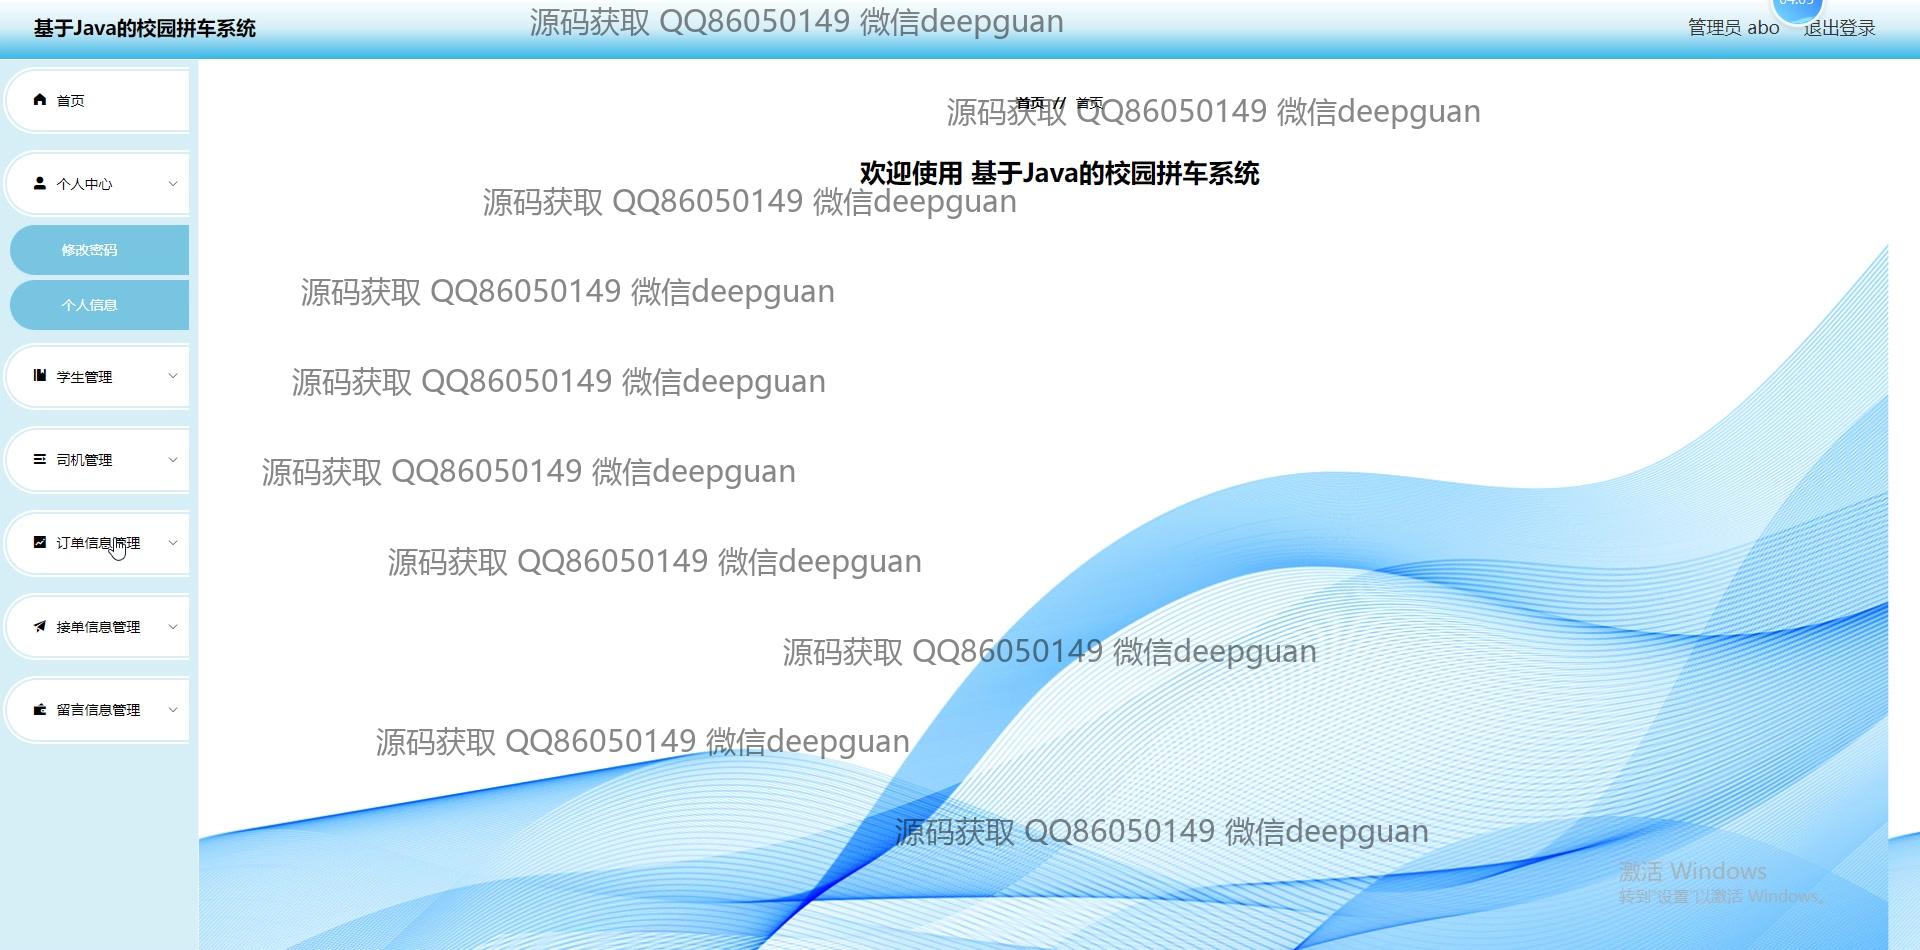 基于Java的校园拼车系统
源码获取 QQ86050149 微信deepguan
04:05
管理员 abo
退出登录
首页
个人中心
修改密码
个人信息
学生管理
司机管理
订单信息管理
接单信息管理
留言信息管理
首页 // 首页
源码获取 QQ86050149 微信deepguan
欢迎使用 基于Java的校园拼车系统
源码获取 QQ86050149 微信deepguan
源码获取 QQ86050149 微信deepguan
源码获取 QQ86050149 微信deepguan
源码获取 QQ86050149 微信deepguan
源码获取 QQ86050149 微信deepguan
源码获取 QQ86050149 微信deepguan
源码获取 QQ86050149 微信deepguan
源码获取 QQ86050149 微信deepguan
激活 Windows
转到"设置"以激活 Windows。